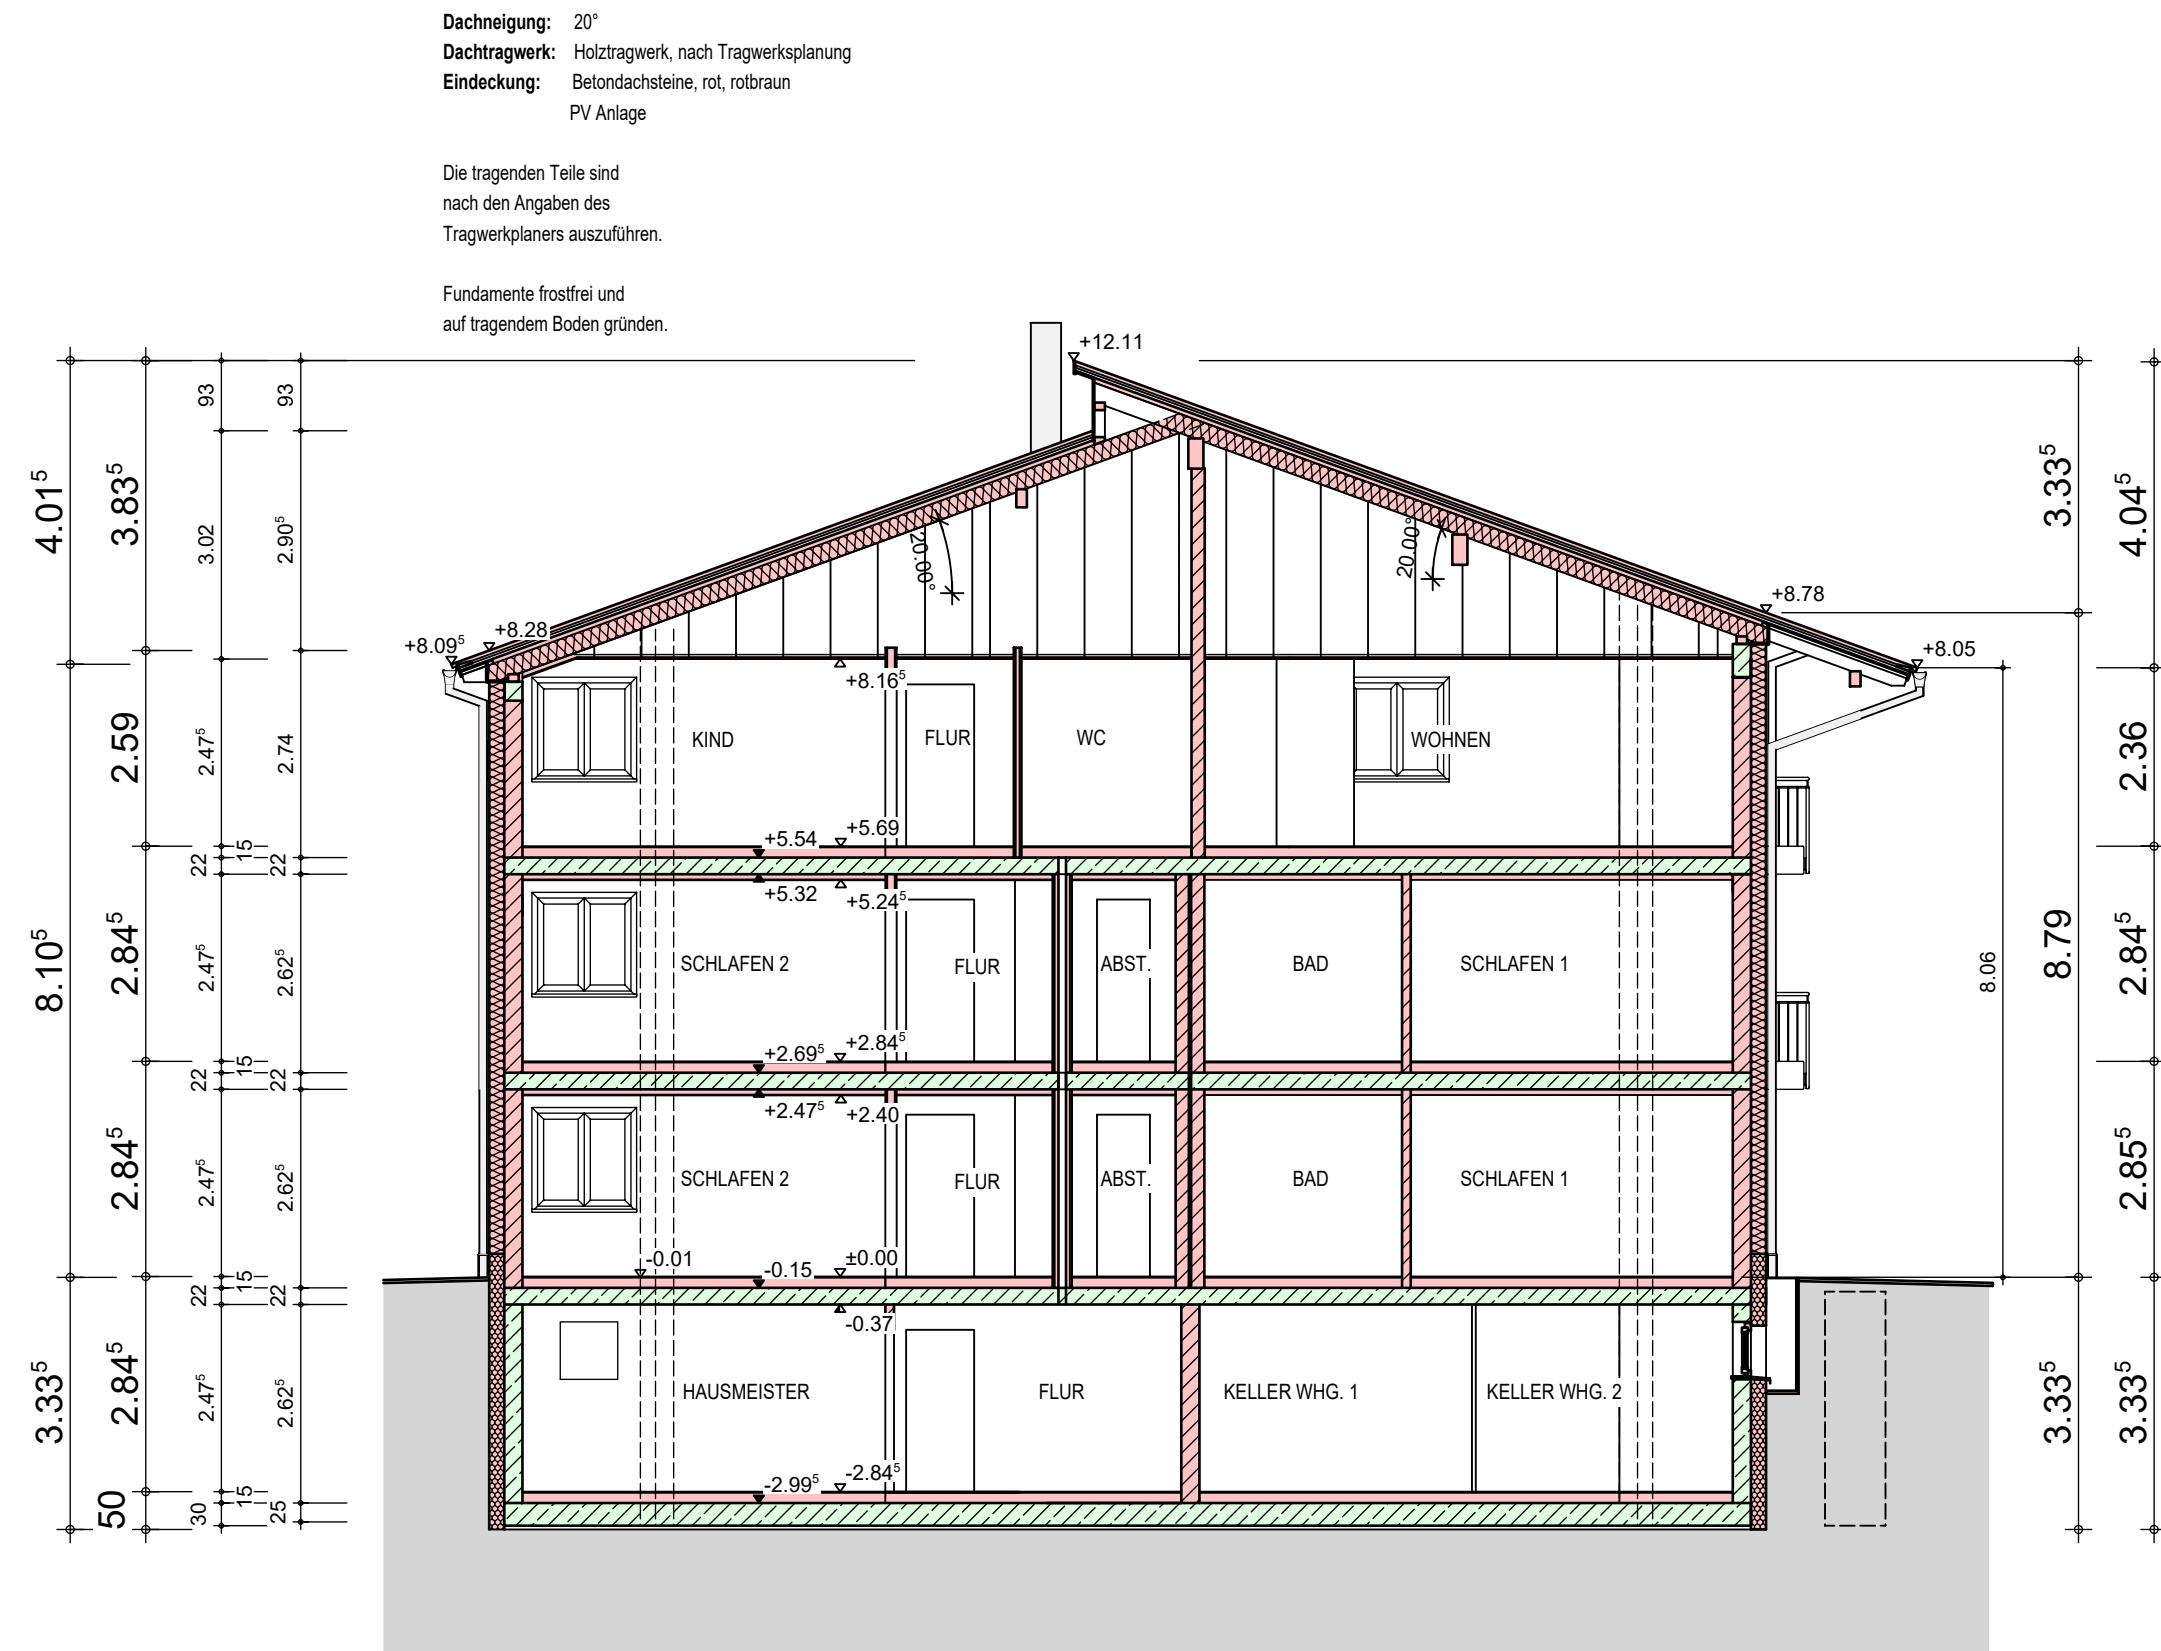 Dachneigung: 20°
Dachtragwerk: Holztragwerk, nach Tragwerksplanung
Eindeckung: Betondachsteine, rot, rotbraun
PV Anlage
Die tragenden Teile sind
nach den Angaben des
Tragwerkplaners auszuführen.
Fundamente frostfrei und
auf tragendem Boden gründen.
4.01⁵
8.10⁵
3.33⁵
3.83⁵
2.59
2.84⁵
2.84⁵
2.84⁵
50
93
3.02
2.47⁵
15
22
2.47⁵
15
22
2.47⁵
15
22
2.47⁵
15
30
93
2.90⁵
2.74
22
2.62⁵
22
2.62⁵
22
2.62⁵
25
+12.11
20.00°
20.00°
+8.78
+8.28
+8.09⁵
+8.05
+8.16⁵
KIND
FLUR
WC
WOHNEN
+5.69
+5.54
+5.32
+5.24⁵
SCHLAFEN 2
FLUR
ABST.
BAD
SCHLAFEN 1
+2.84⁵
+2.69⁵
+2.47⁵
+2.40
SCHLAFEN 2
FLUR
ABST.
BAD
SCHLAFEN 1
-0.01
±0.00
-0.15
-0.37
HAUSMEISTER
FLUR
KELLER WHG. 1
KELLER WHG. 2
-2.84⁵
-2.99⁵
8.06
3.33⁵
8.79
3.33⁵
4.04⁵
2.36
2.84⁵
2.85⁵
3.33⁵